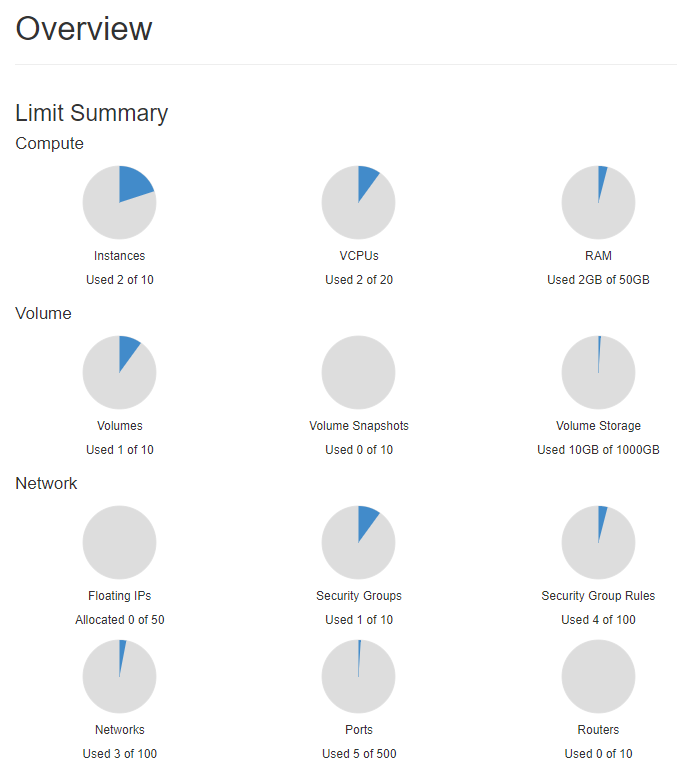 Overview
Limit Summary
Compute
Instances
VCPUs
RAM
Used 2 of 10
Used 2 of 20
Used 2GB of 50GB
Volume
Volumes
Volume Snapshots
Volume Storage
Used 1 of 10
Used 0 of 10
Used 10GB of 1000GB
Network
Floating IPs
Security Groups
Security Group Rules
Allocated 0 of 50
Used 1 of 10
Used 4 of 100
Networks
Ports
Routers
Used 3 of 100
Used 5 of 500
Used 0 of 10